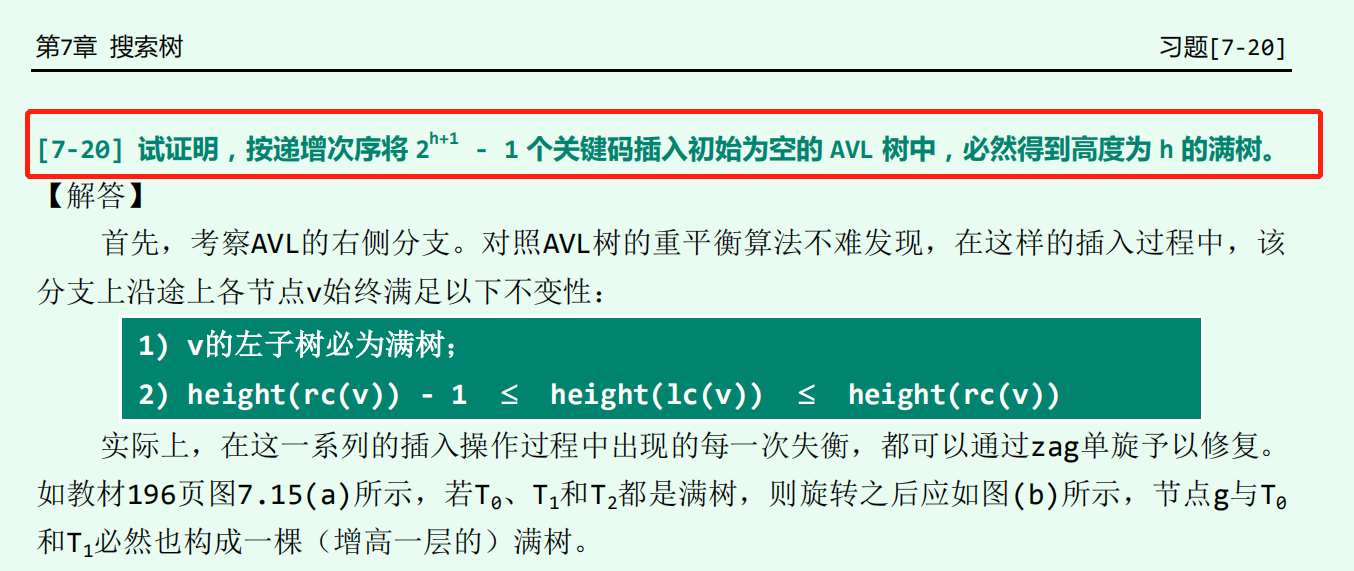 第7章 搜索树 习题[7-20]
[7-20] 试证明，按递增次序将 2^{h+1} - 1 个关键码插入初始为空的 AVL 树中，必然得到高度为 h 的满树。
【解答】
首先，考察AVL的右侧分支。对照AVL树的重平衡算法不难发现，在这样的插入过程中，该
分支上沿途上各节点v始终满足以下不变性：
1) v的左子树必为满树；
2) height(rc(v)) - 1 ≤ height(lc(v)) ≤ height(rc(v))
实际上，在这一系列的插入操作过程中出现的每一次失衡，都可以通过zag单旋予以修复。
如教材196页图7.15(a)所示，若T₀、T₁和T₂都是满树，则旋转之后应如图(b)所示，节点g与T₀
和T₁必然也构成一棵（增高一层的）满树。